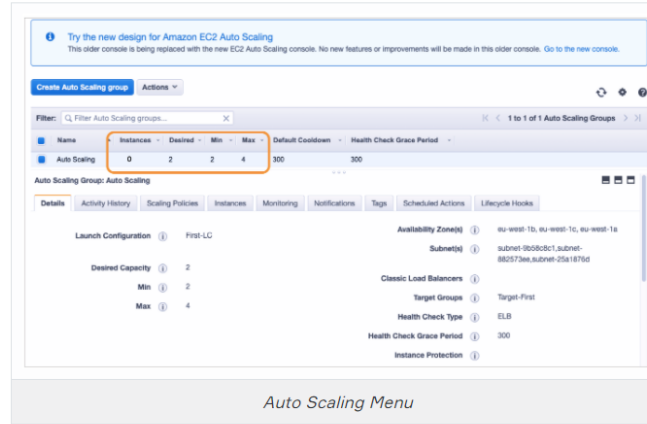 Try the new design for Amazon EC2 Auto Scaling
This older console is being replaced with the new EC2 Auto Scaling console. No new features or improvements will be made in this older console. Go to the new console.
Create Auto Scaling group Actions
Filter: Filter Auto Scaling groups... X 1 to 1 of 1 Auto Scaling Groups
Name Instances Desired Min Max Default Cooldown Health Check Grace Period
Auto Scaling 0 2 2 4 300 300
Auto Scaling Group: Auto Scaling
Details Activity History Scaling Policies Instances Monitoring Notifications Tags Scheduled Actions Lifecycle Hooks
Launch Configuration First-LC
Desired Capacity 2
Min 2
Max 4
Availability Zone(s) eu-west-1b, eu-west-1c, eu-west-1a
Subnet(s) subnet-9b58c8c1,subnet-
882573ee,subnet-25a1876d
Classic Load Balancers
Target Groups Target-First
Health Check Type ELB
Health Check Grace Period 300
Instance Protection
Auto Scaling Menu